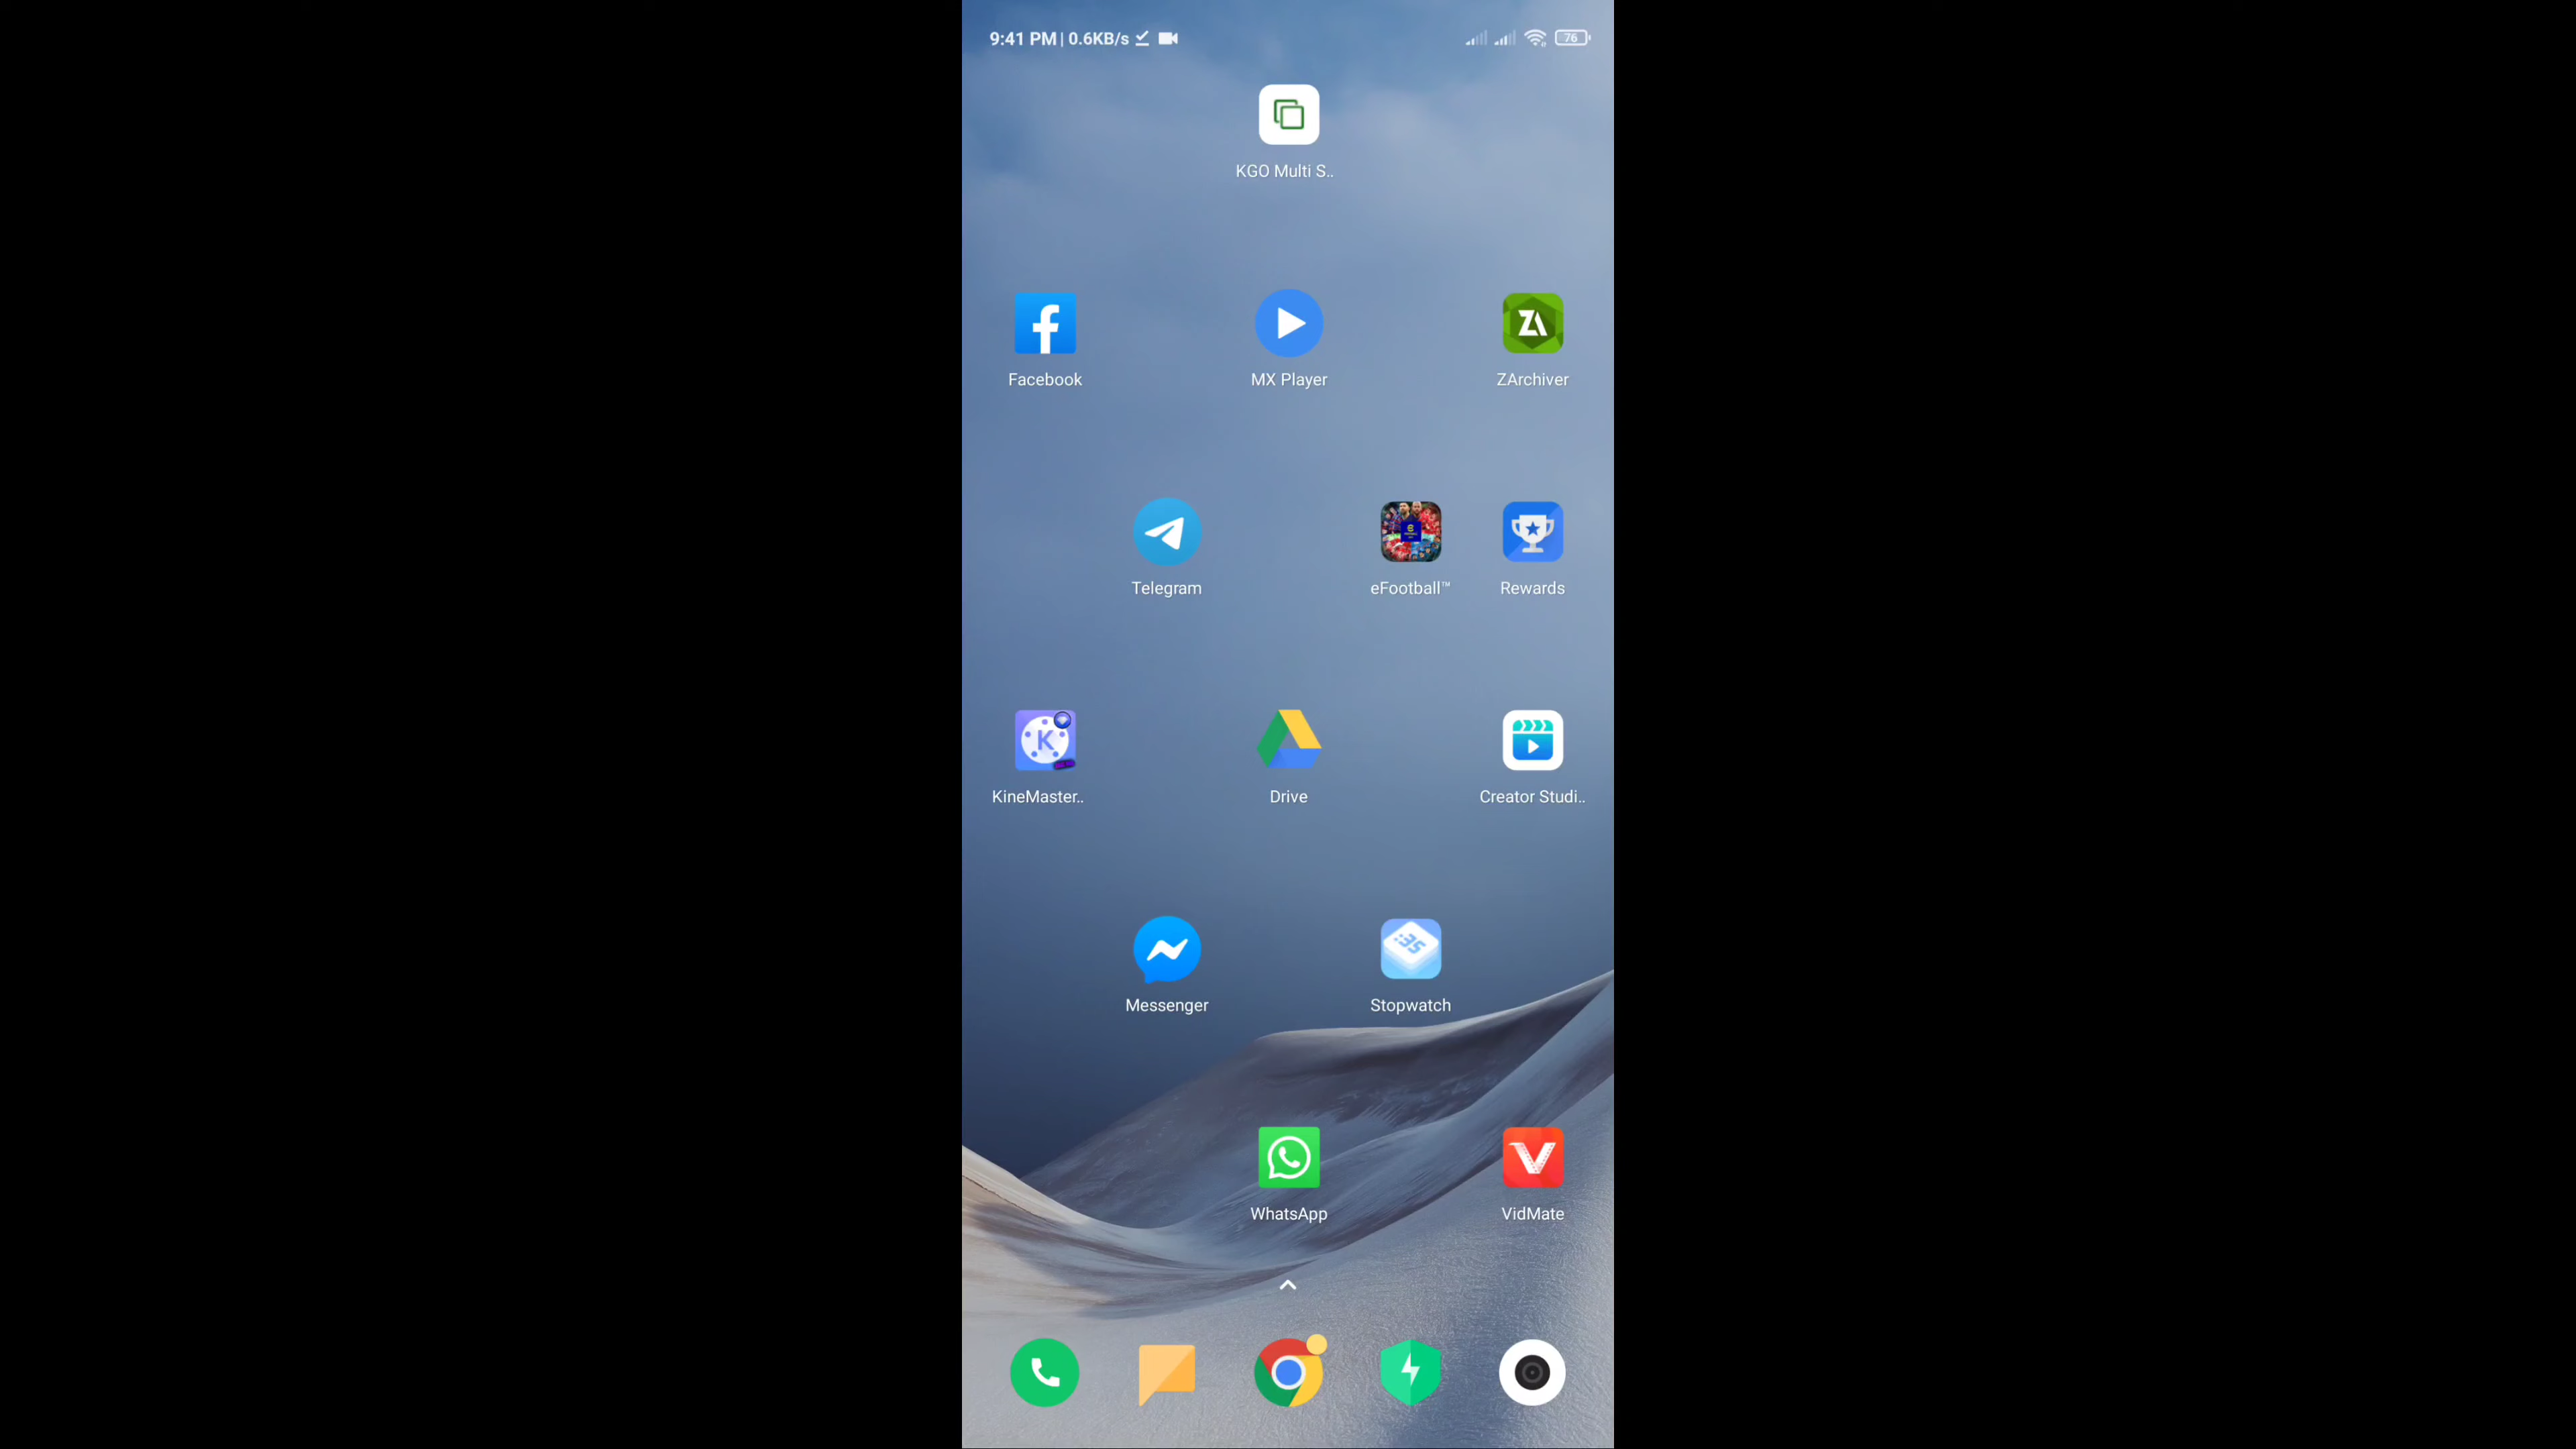 9:41 PM | 0.6KB/s 76
KGO Multi S..
Facebook MX Player ZArchiver
Telegram eFootball™ Rewards
KineMaster.. Drive Creator Studi..
Messenger Stopwatch
WhatsApp VidMate